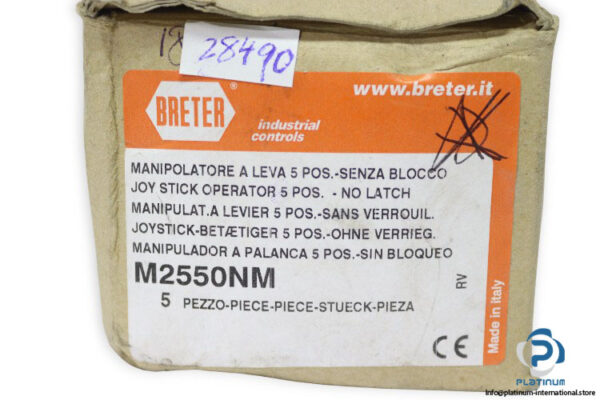 18 28490
BRETER
industrial
controls
www.breter.it
MANIPOLATORE A LEVA 5 POS.-SENZA BLOCCO
JOY STICK OPERATOR 5 POS. - NO LATCH
MANIPULAT.A LEVIER 5 POS.-SANS VERROUIL.
JOYSTICK-BETÆTIGER 5 POS.-OHNE VERRIEG.
MANIPULADOR A PALANCA 5 POS.-SIN BLOQUEO
M2550NM
5 PEZZO-PIECE-PIECE-STUECK-PIEZA
RV
Made in italy
CE
PLATINUM
info@platinum-international.store